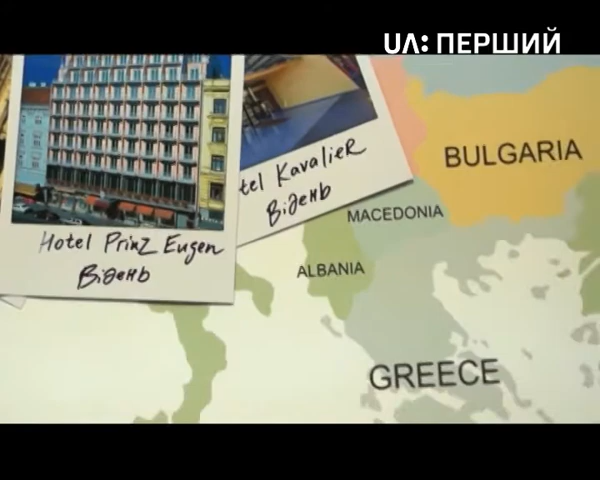 UA: ПЕРШИЙ
tel Kavalier
Відень
Hotel Prinz Eugen
Відень
BULGARIA
MACEDONIA
ALBANIA
GREECE